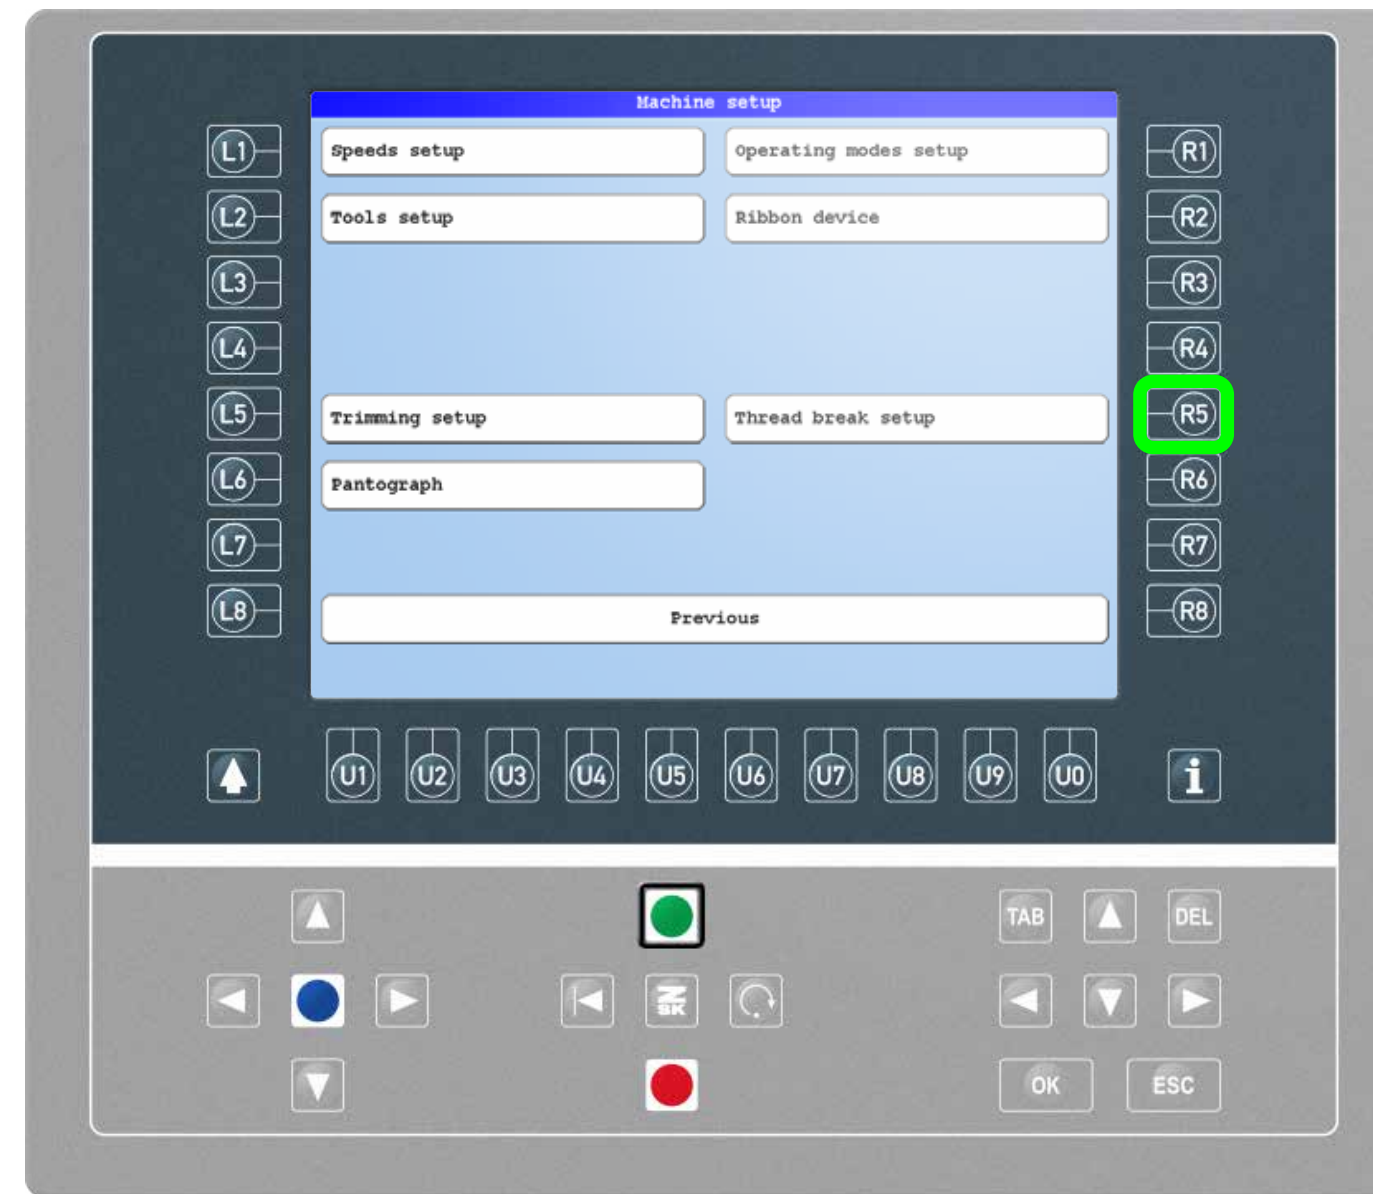 Machine setup
L1 Speeds setup Operating modes setup R1
L2 Tools setup Ribbon device R2
L3 R3
L4 R4
L5 Trimming setup Thread break setup R5
L6 Pantograph R6
L7 R7
L8 Previous R8
U1 U2 U3 U4 U5 U6 U7 U8 U9 U0 i
TAB DEL
ZSK
OK ESC